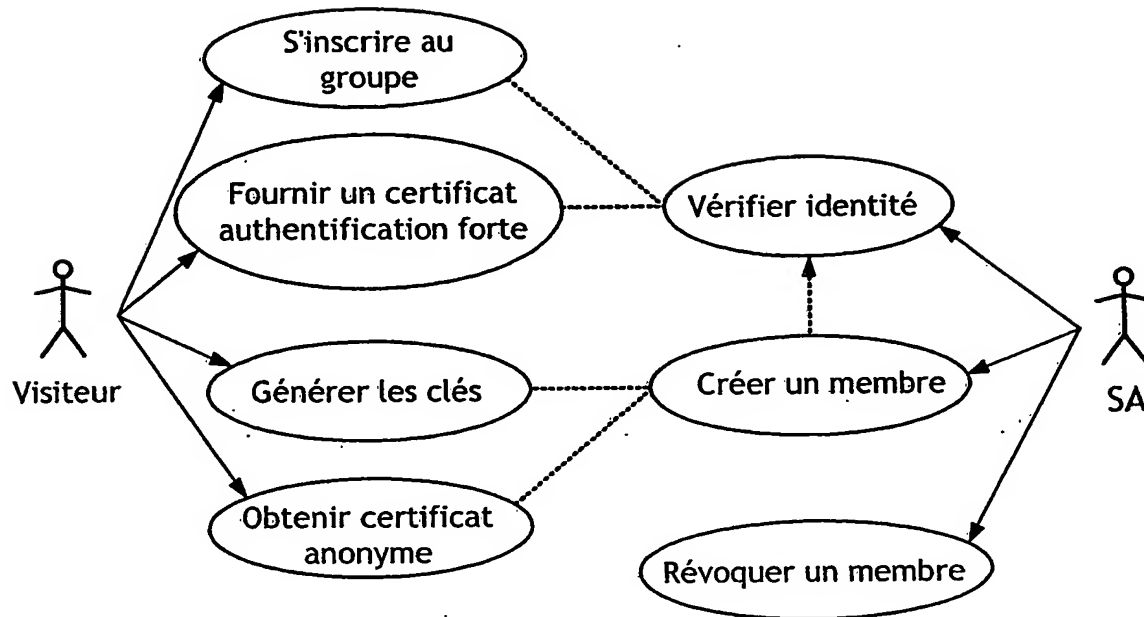 S'inscrire au
groupe
Fournir un certificat
authentification forte
Vérifier identité
Visiteur
Générer les clés
Créer un membre
SA
Obtenir certificat
anonyme
Révoquer un membre